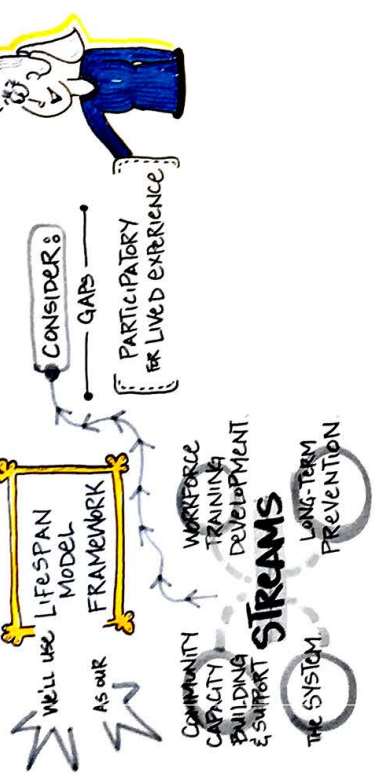 We'll use
LIFESPAN
MODEL
AS OUR
FRAMEWORK
CONSIDER:
GAPS
PARTICIPATORY
FOR LIVED EXPERIENCE
COMMUNITY
CAPACITY
BUILDING
& SUPPORT
WORKFORCE
TRAINING
DEVELOPMENT
STREAMS
THE SYSTEM
LONG-TERM
PREVENTION